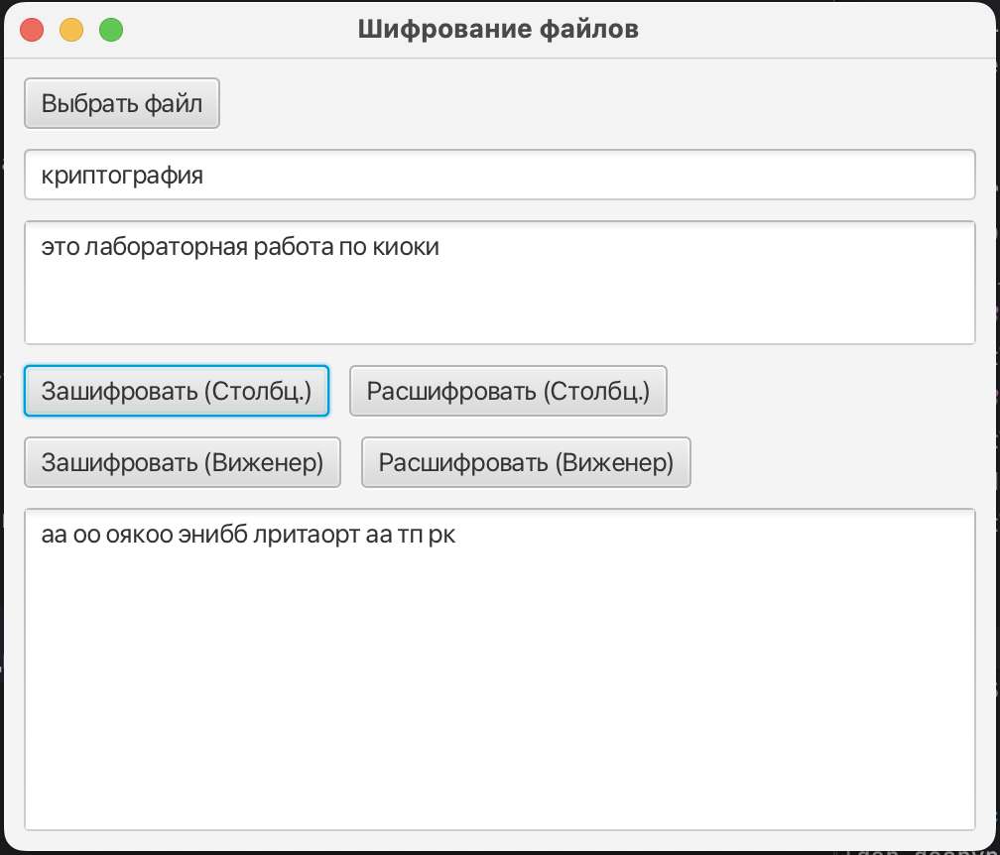 Шифрование файлов
Выбрать файл
криптография
это лабораторная работа по киоки
Зашифровать (Столбц.) Расшифровать (Столбц.)
Зашифровать (Виженер) Расшифровать (Виженер)
аа оо оякоо энибб лритаорт аа тп рк